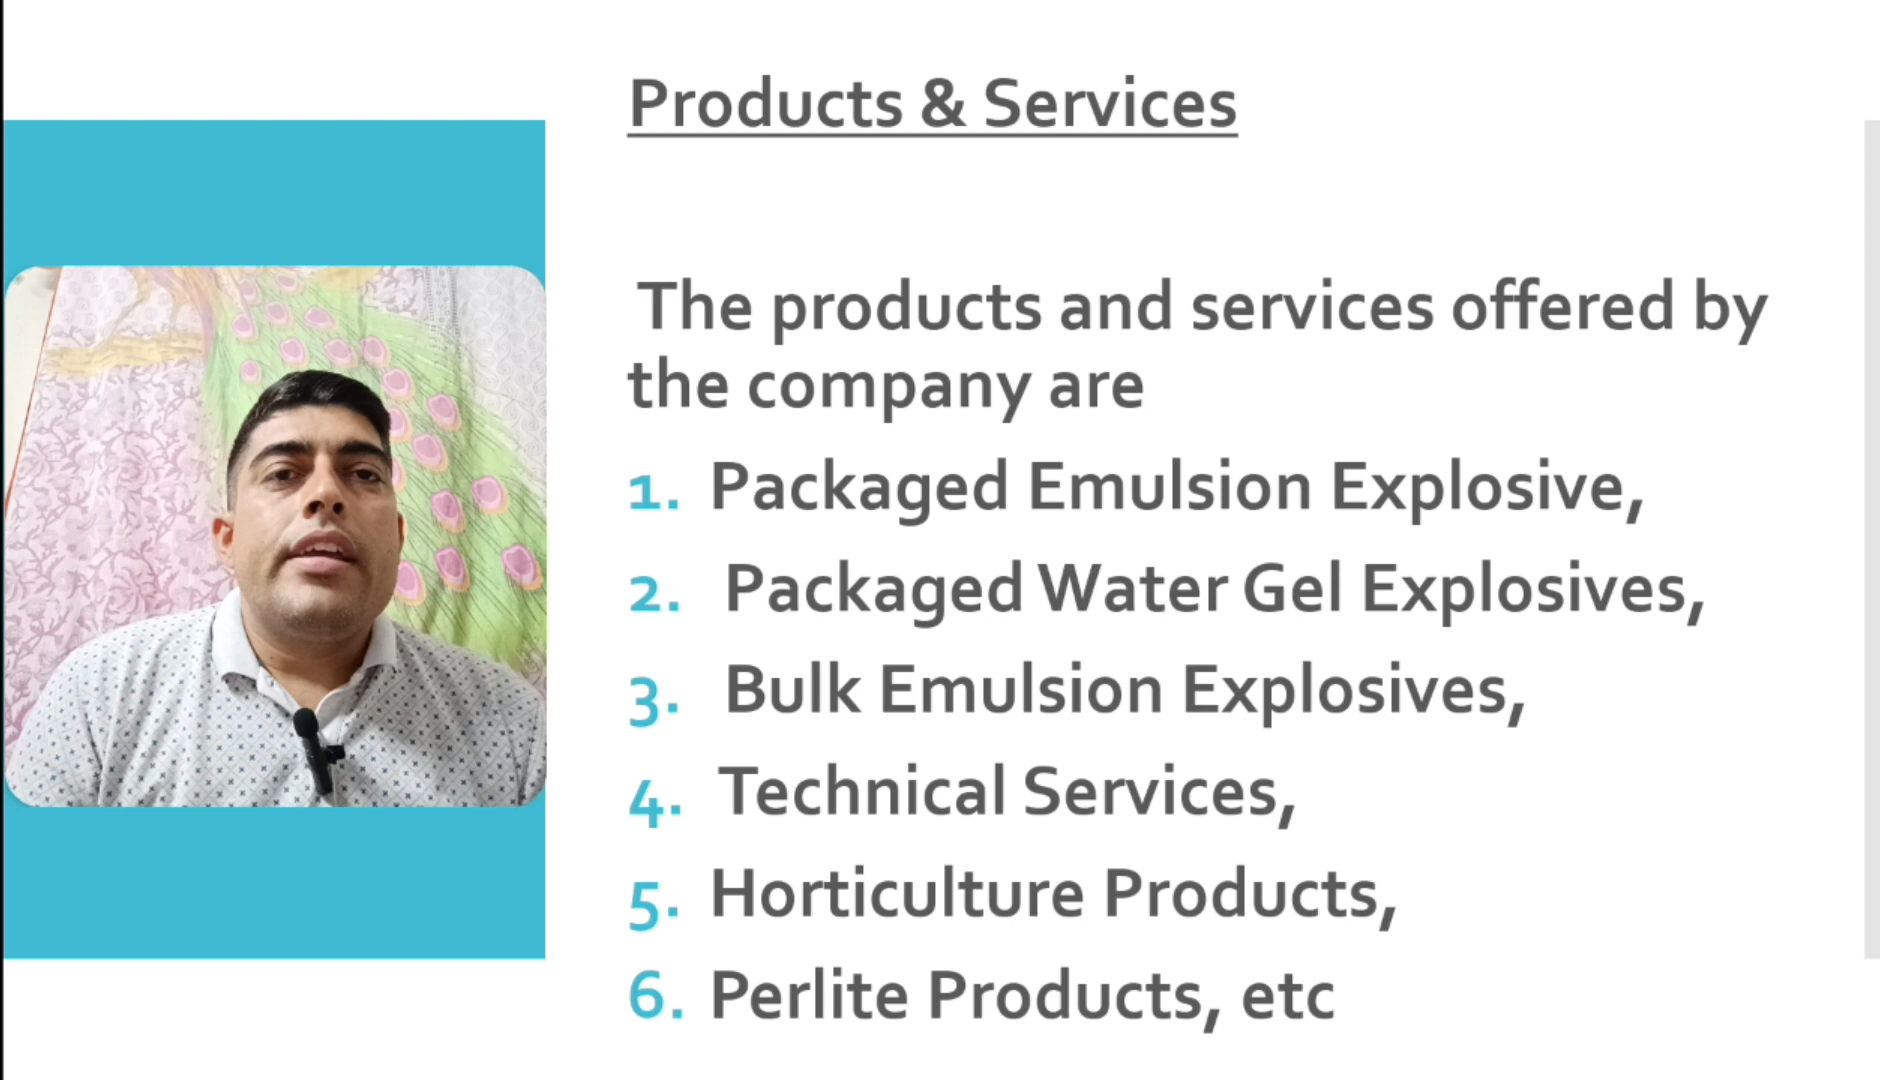 Products & Services
The products and services offered by
the company are
1. Packaged Emulsion Explosive,
2. Packaged Water Gel Explosives,
3. Bulk Emulsion Explosives,
4. Technical Services,
5. Horticulture Products,
6. Perlite Products, etc